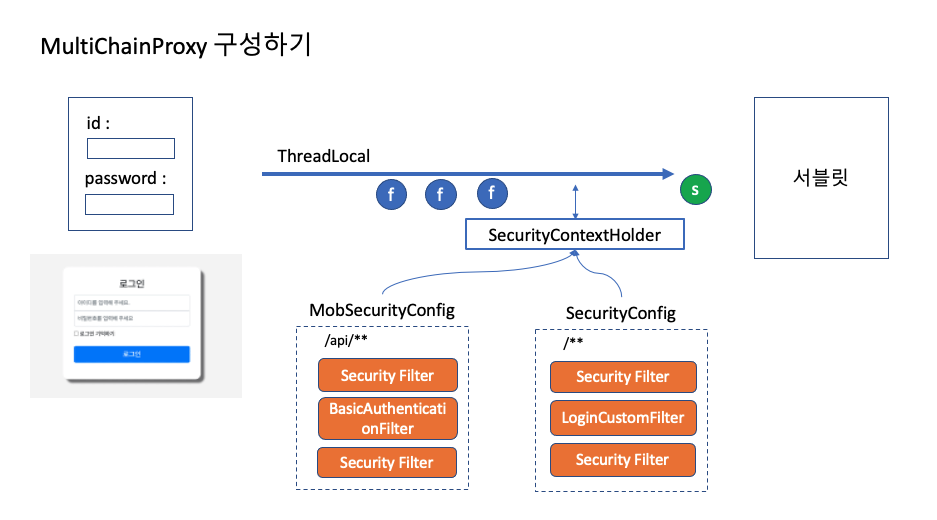 MultiChainProxy 구성하기
id :
password :
ThreadLocal
f
f
f
s
서블릿
SecurityContextHolder
로그인
아이디를 입력해 주세요.
비밀번호를 입력해 주세요
로그인 기억하기
로그인
MobSecurityConfig
/api/**
Security Filter
BasicAuthenticati
onFilter
Security Filter
SecurityConfig
/**
Security Filter
LoginCustomFilter
Security Filter